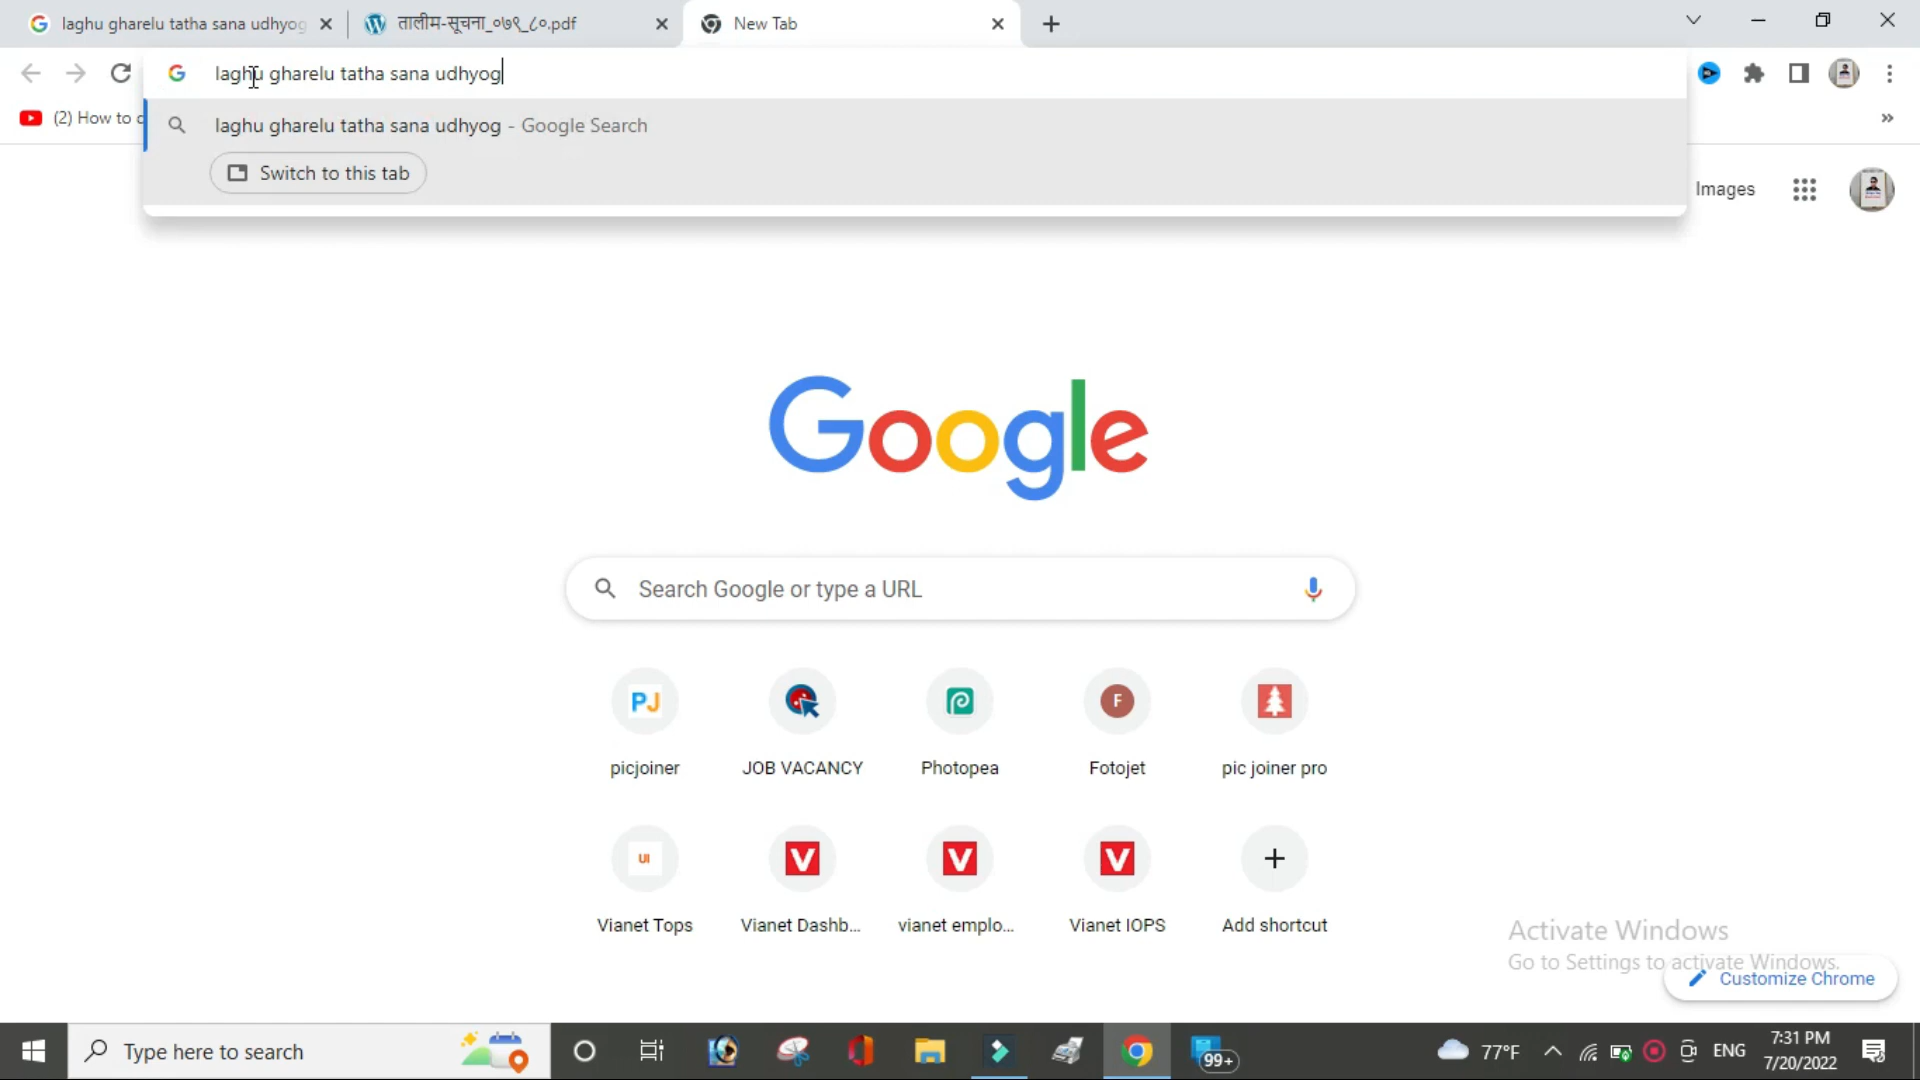 laghu gharelu tatha sana udhyog
तालीम-सूचना_०७९_८०.pdf
New Tab
laghu gharelu tatha sana udhyog
(2) How to c
laghu gharelu tatha sana udhyog - Google Search
Switch to this tab
Images
Google
Search Google or type a URL
PJ
F
picjoiner
JOB VACANCY
Photopea
Fotojet
pic joiner pro
UI
V
V
V
Vianet Tops
Vianet Dashb...
vianet emplo...
Vianet IOPS
Add shortcut
Activate Windows
Go to Settings to activate Windows.
Customize Chrome
Type here to search
99+
77°F
ENG
7:31 PM
7/20/2022